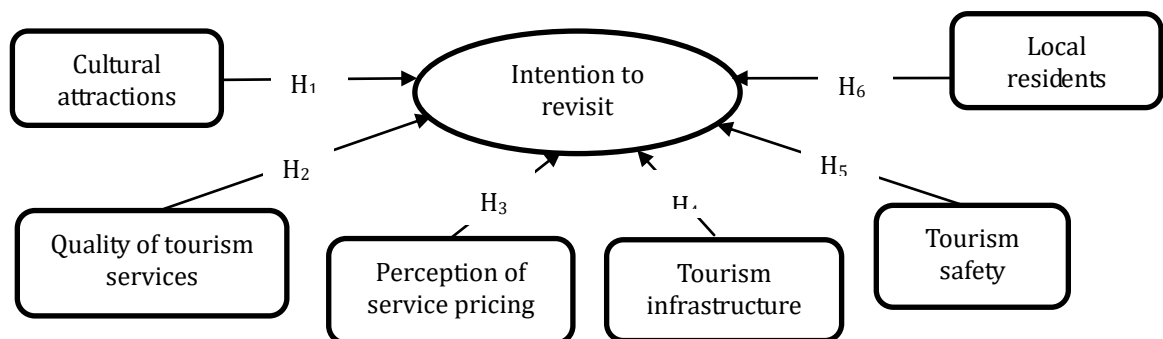 Cultural
attractions
H₁
Intention to
revisit
H₆
Local
residents
H₂
H₃
H₄
H₅
Quality of tourism
services
Perception of
service pricing
Tourism
infrastructure
Tourism
safety